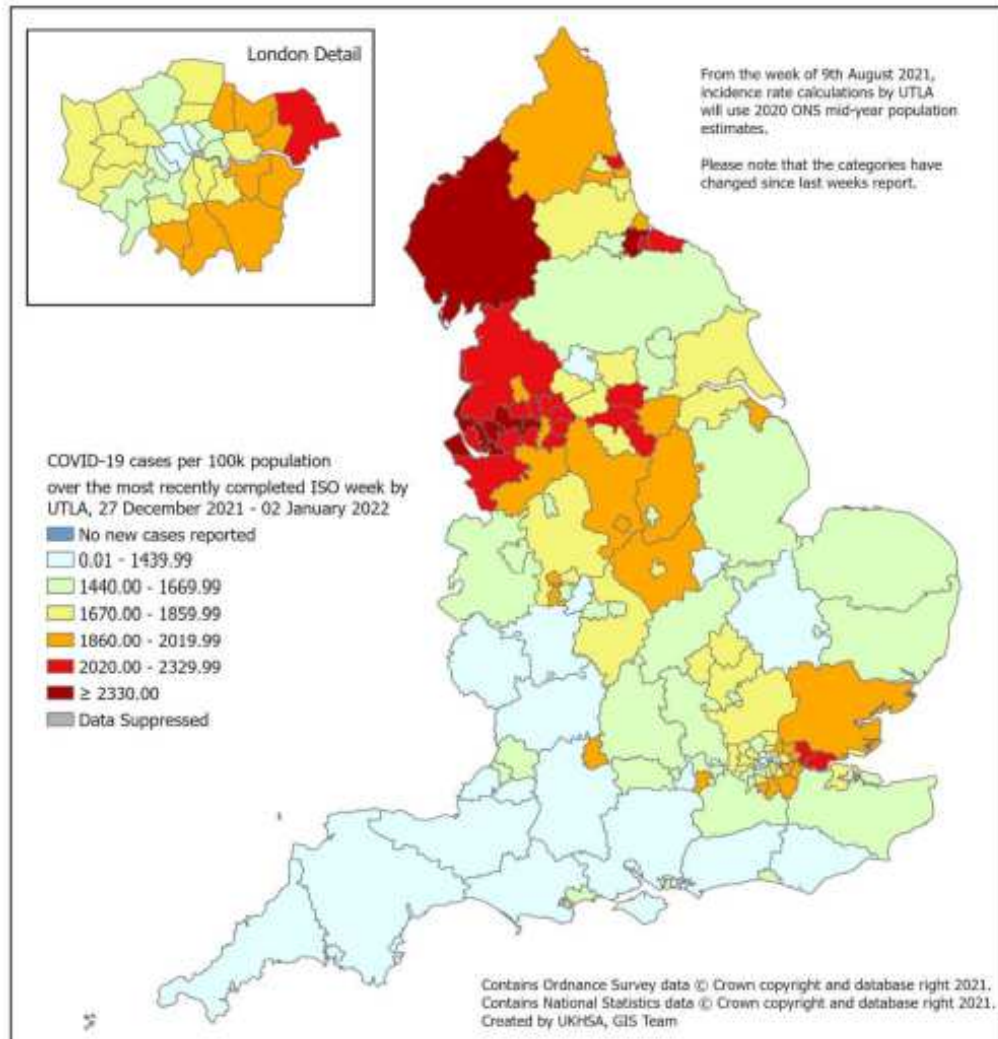 London Detail
From the week of 9th August 2021,
incidence rate calculations by UTLA
will use 2020 ONS mid-year population
estimates.
Please note that the categories have
changed since last weeks report.
COVID-19 cases per 100k population
over the most recently completed ISO week by
UTLA, 27 December 2021 - 02 January 2022
No new cases reported
0.01 - 1439.99
1440.00 - 1669.99
1670.00 - 1859.99
1860.00 - 2019.99
2020.00 - 2329.99
≥ 2330.00
Data Suppressed
Contains Ordnance Survey data © Crown copyright and database right 2021.
Contains National Statistics data © Crown copyright and database right 2021.
Created by UKHSA, GIS Team